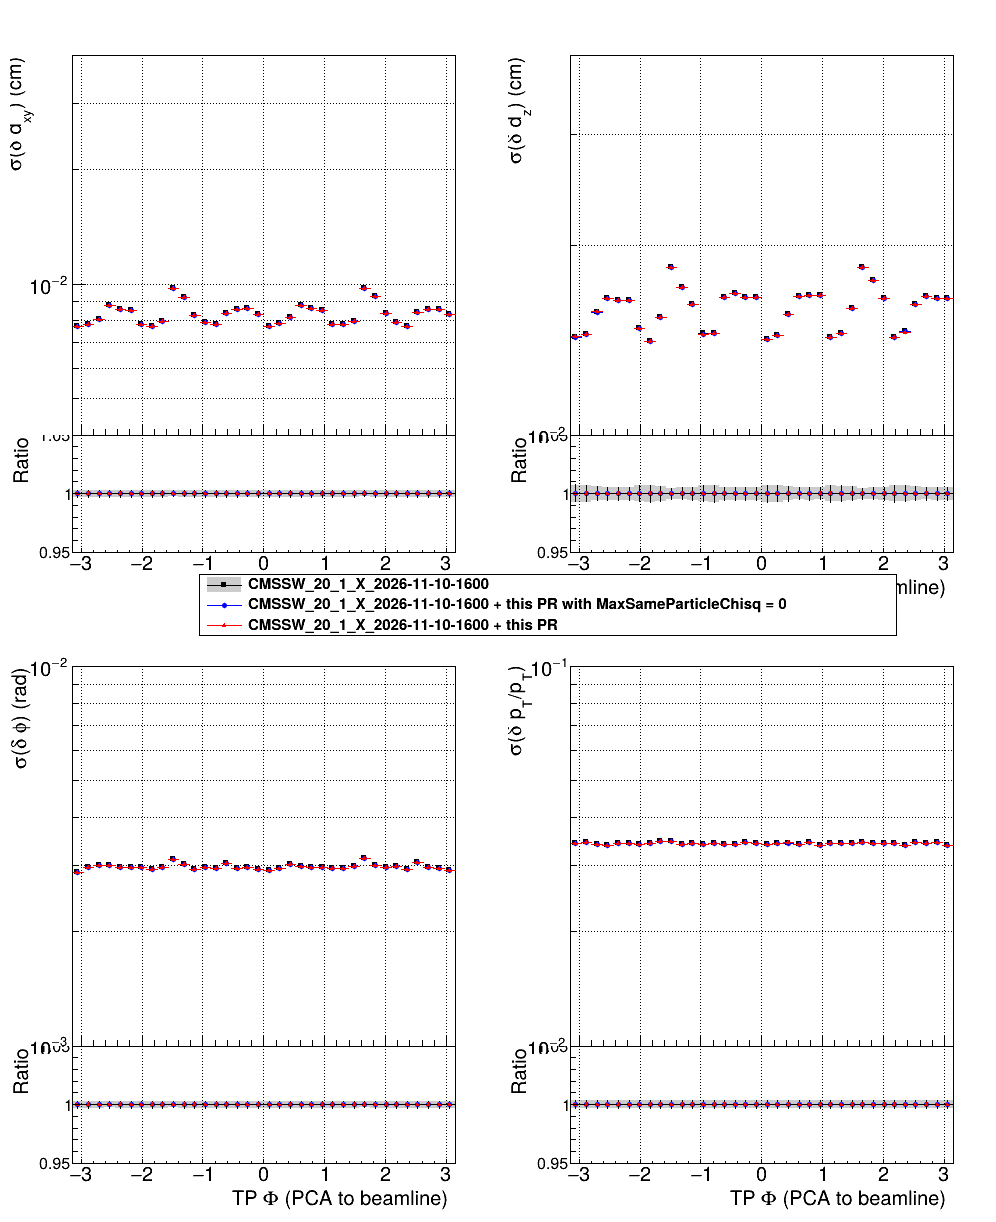 σ(δ d_xy) (cm)
10⁻²
1.05
Ratio
1
0.95
−3 −2 −1 0 1 2 3
σ(δ d_z) (cm)
10⁻²
Ratio
1
0.95
−3 −2 −1 0 1 2 3
mline)
CMSSW_20_1_X_2026-11-10-1600
CMSSW_20_1_X_2026-11-10-1600 + this PR with MaxSameParticleChisq = 0
CMSSW_20_1_X_2026-11-10-1600 + this PR
10⁻²
σ(δ φ) (rad)
10⁻³
Ratio
1
0.95
−3 −2 −1 0 1 2 3
TP Φ (PCA to beamline)
10⁻¹
σ(δ p_T/p_T)
10⁻²
Ratio
1
0.95
−3 −2 −1 0 1 2 3
TP Φ (PCA to beamline)